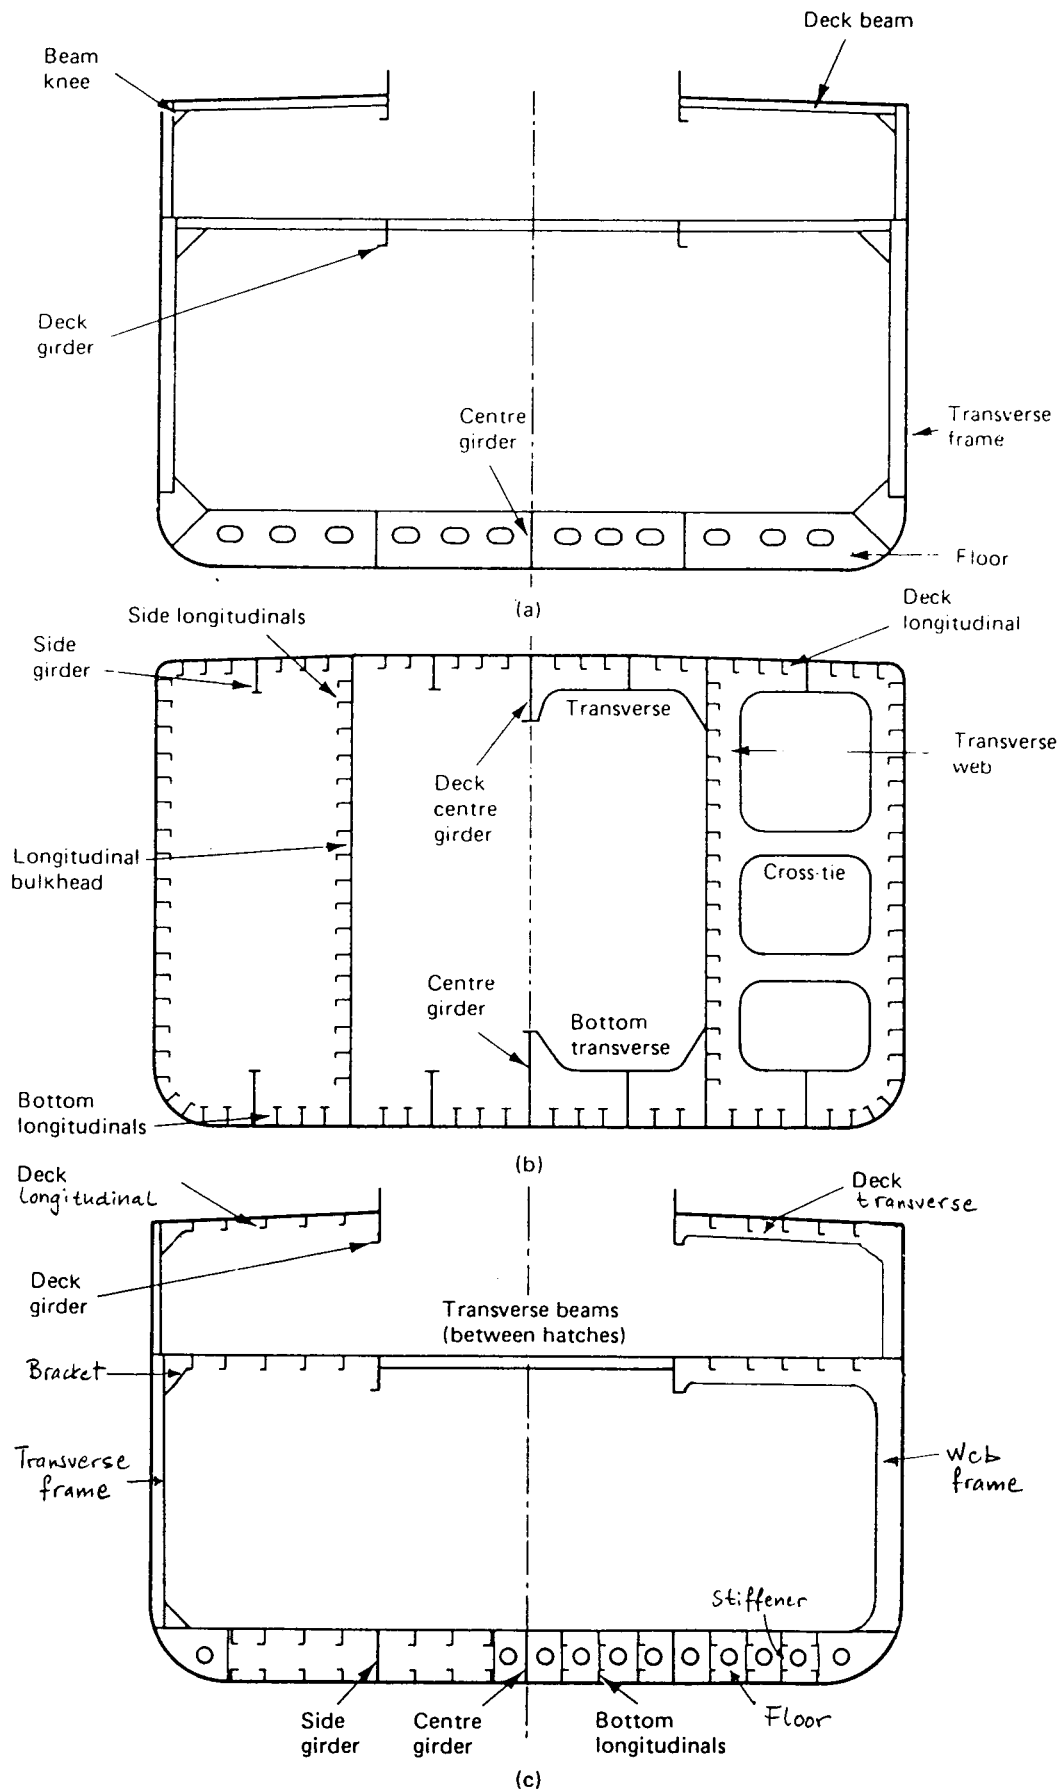 Deck beam
Beam
knee
Deck
girder
Centre
girder
Transverse
frame
Floor
(a)
Side longitudinals
Deck
longitudinal
Side
girder
Transverse
Transverse
web
Deck
centre
girder
Longitudinal
bulkhead
Cross-tie
Centre
girder
Bottom
transverse
Bottom
longitudinals
(b)
Deck
longitudinal
Deck
transverse
Deck
girder
Transverse beams
(between hatches)
Bracket
Transverse
frame
Web
frame
Stiffener
Side
girder
Centre
girder
Bottom
longitudinals
Floor
(c)